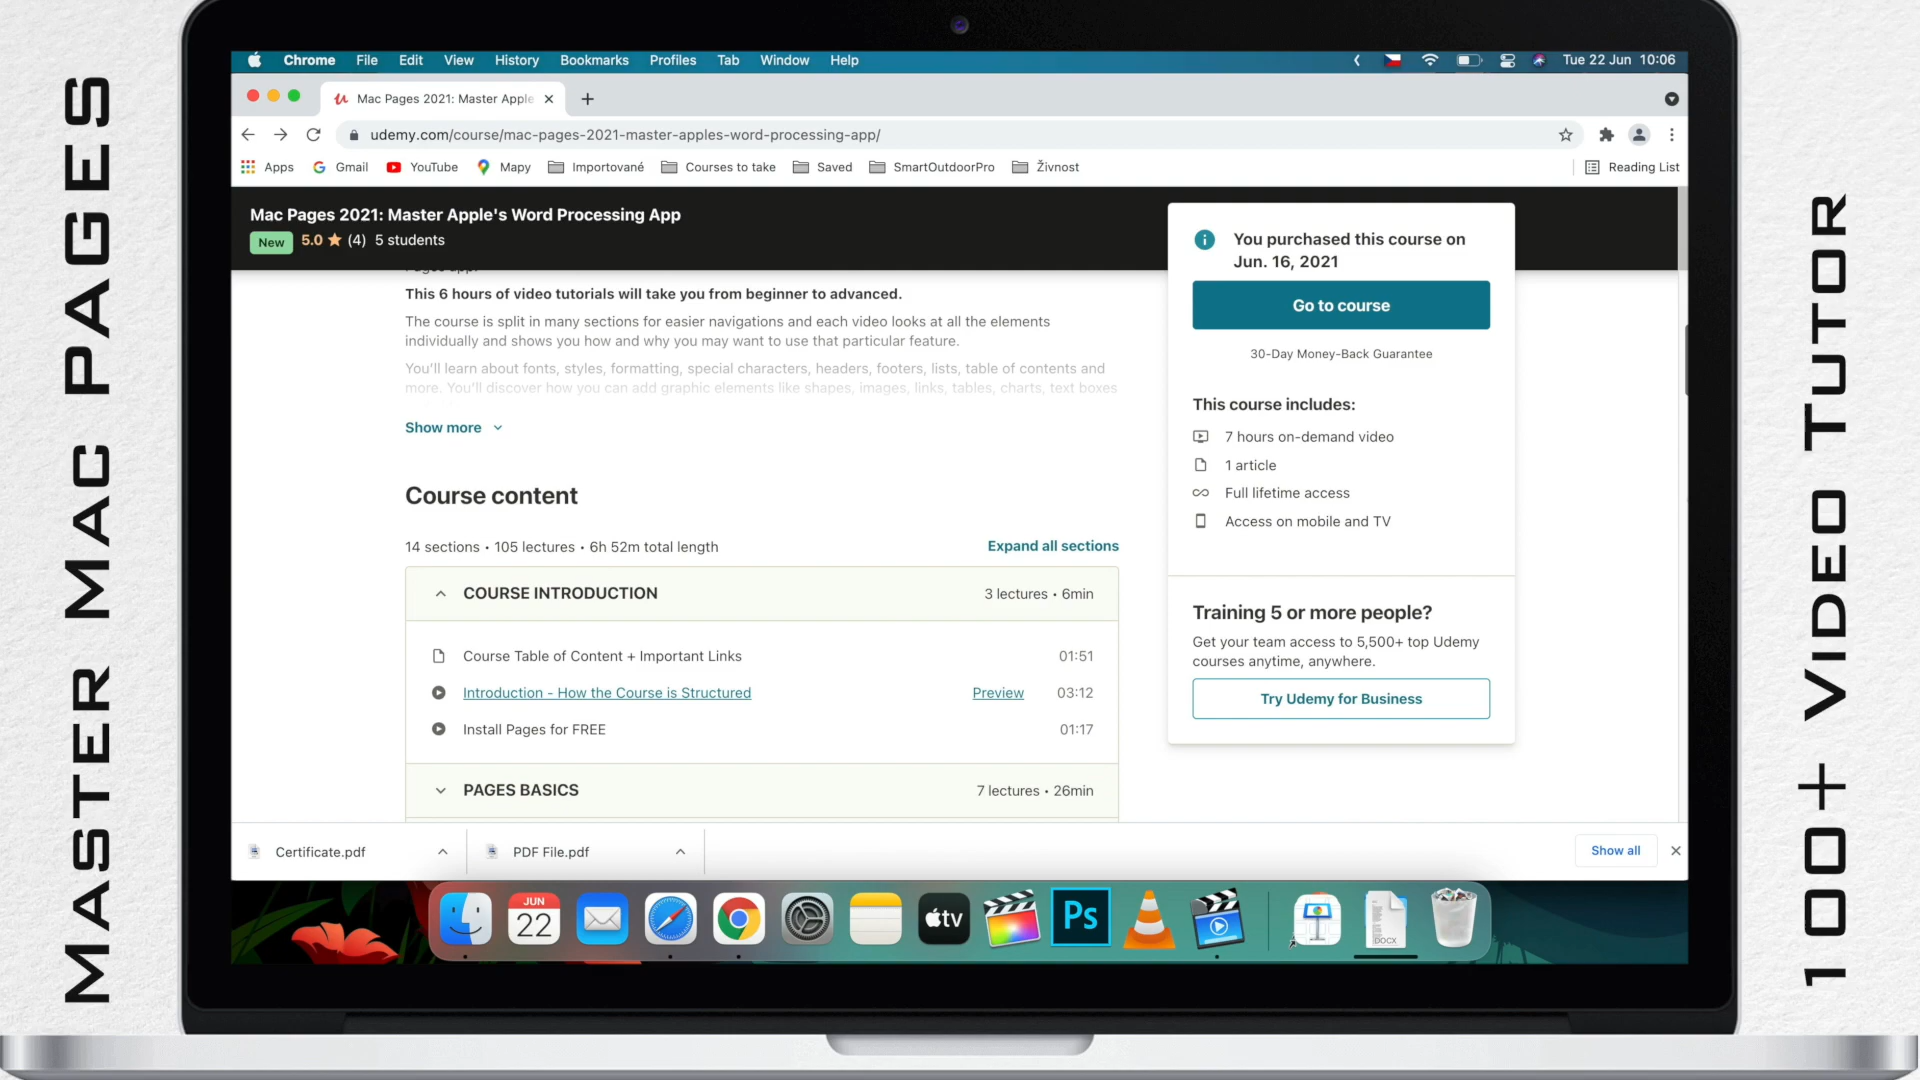 MASTER MAC PAGES
Chrome File Edit View History Bookmarks Profiles Tab Window Help Tue 22 Jun 10:06
Mac Pages 2021: Master Apple
udemy.com/course/mac-pages-2021-master-apples-word-processing-app/
Apps Gmail YouTube Mapy Importované Courses to take Saved SmartOutdoorPro Živnost Reading List
Mac Pages 2021: Master Apple's Word Processing App
New 5.0 (4) 5 students
This 6 hours of video tutorials will take you from beginner to advanced.
The course is split in many sections for easier navigations and each video looks at all the elements
individually and shows you how and why you may want to use that particular feature.
You'll learn about fonts, styles, formatting, special characters, headers, footers, lists, table of contents and
more. You'll discover how you can add graphic elements like shapes, images, links, tables, charts, text boxes
Show more
Course content
14 sections • 105 lectures • 6h 52m total length Expand all sections
COURSE INTRODUCTION 3 lectures • 6min
Course Table of Content + Important Links 01:51
Introduction - How the Course is Structured Preview 03:12
Install Pages for FREE 01:17
PAGES BASICS 7 lectures • 26min
You purchased this course on
Jun. 16, 2021
Go to course
30-Day Money-Back Guarantee
This course includes:
7 hours on-demand video
1 article
Full lifetime access
Access on mobile and TV
Training 5 or more people?
Get your team access to 5,500+ top Udemy
courses anytime, anywhere.
Try Udemy for Business
Certificate.pdf PDF File.pdf Show all
JUN
22
tv
Ps
DOCX
100+ VIDEO TUTOR